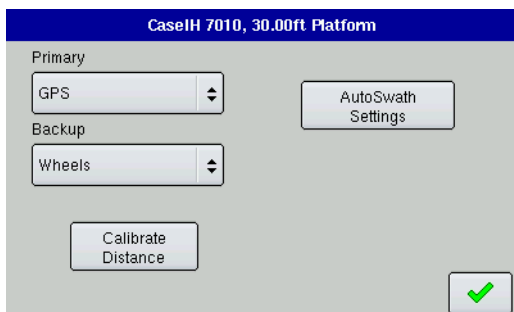 CaseIH 7010, 30.00ft Platform
Primary
GPS
AutoSwath
Settings
Backup
Wheels
Calibrate
Distance